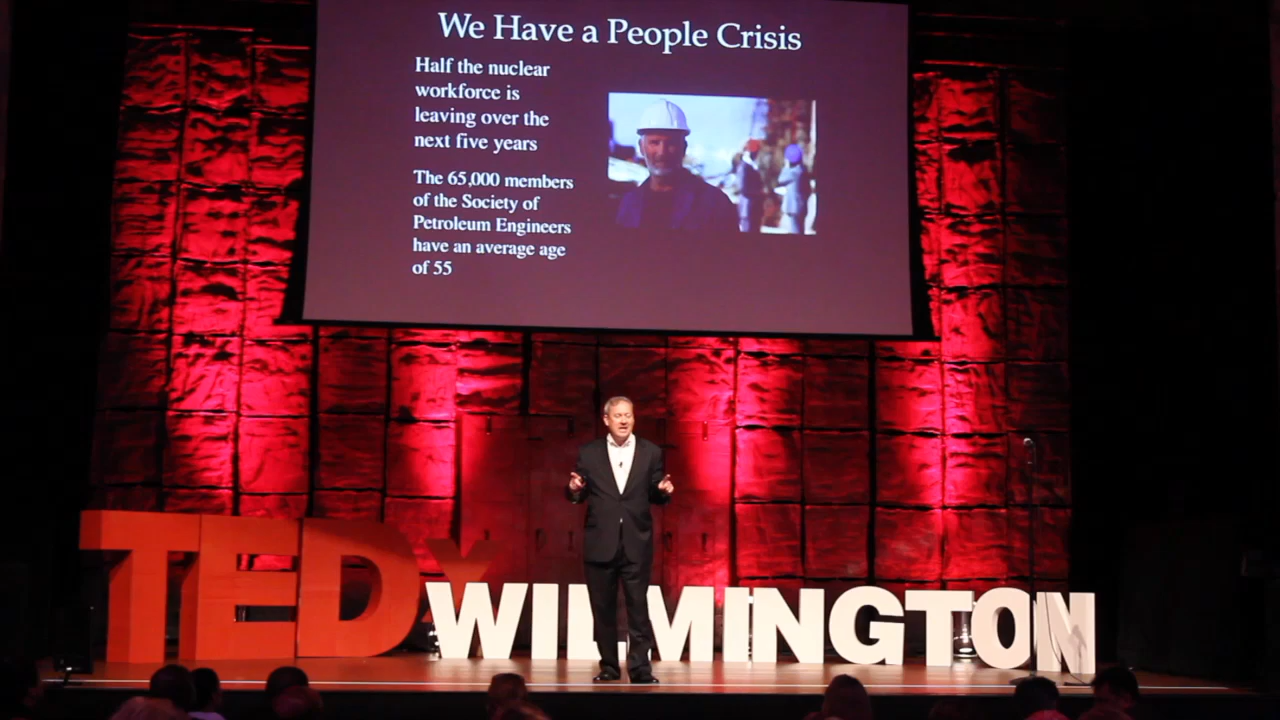 We Have a People Crisis
Half the nuclear
workforce is
leaving over the
next five years
The 65,000 members
of the Society of
Petroleum Engineers
have an average age
of 55
TEDx
WILMINGTON